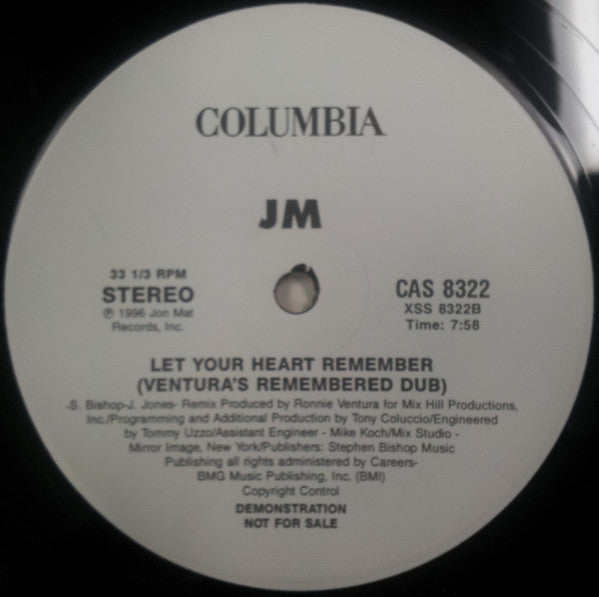 COLUMBIA
JM
33 1/3 RPM
STEREO
℗ 1996 Jon Mat
Records, Inc.
CAS 8322
XSS 8322B
Time: 7:58
LET YOUR HEART REMEMBER
(VENTURA'S REMEMBERED DUB)
-S. Bishop-J. Jones- Remix Produced by Ronnie Ventura for Mix Hill Productions,
Inc./Programming and Additional Production by Tony Coluccio/Engineered
by Tommy Uzzo/Assistant Engineer - Mike Koch/Mix Studio -
Mirror Image, New York/Publishers: Stephen Bishop Music
Publishing all rights administered by Careers-
BMG Music Publishing, Inc. (BMI)
Copyright Control
DEMONSTRATION
NOT FOR SALE